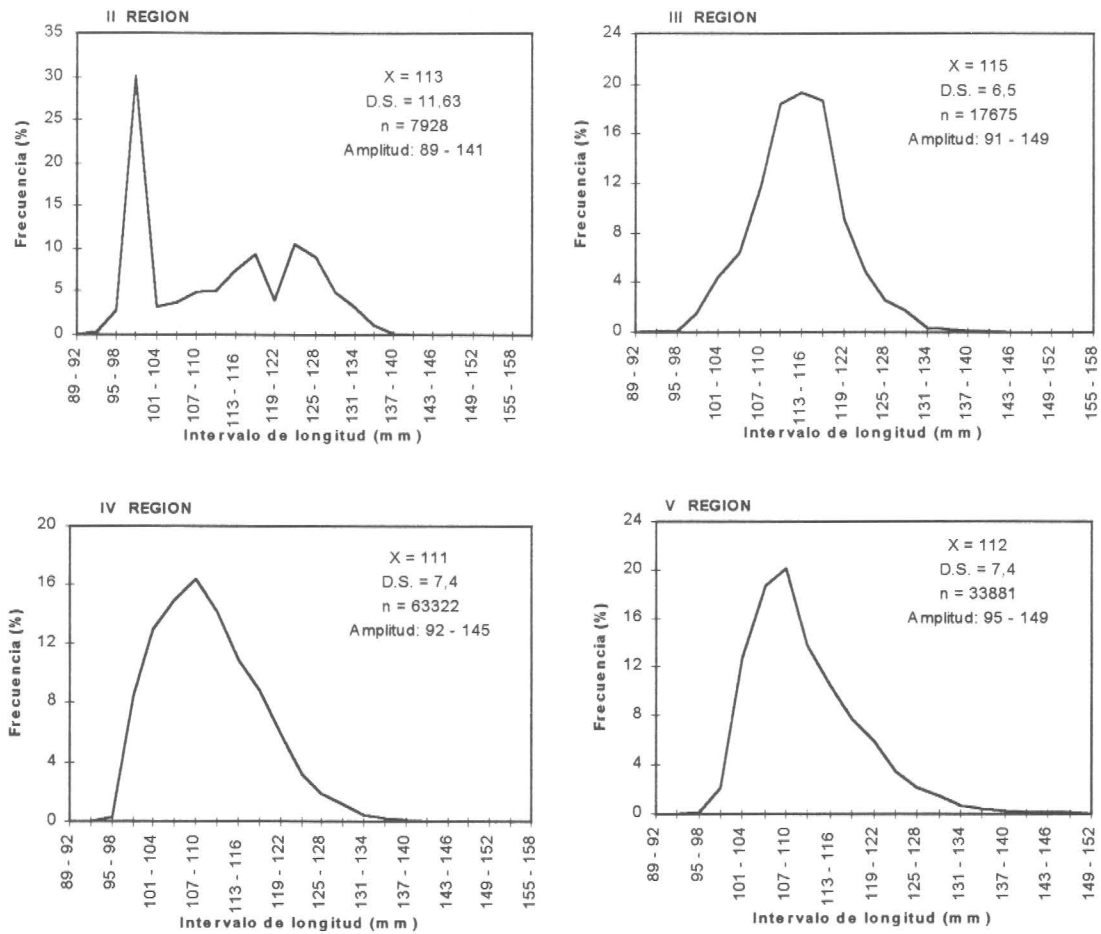 II REGION
35
30
25
20
15
10
5
0
Frecuencia (%)
X = 113
D.S. = 11,63
n = 7928
Amplitud: 89 - 141
89 - 92
95 - 98
101 - 104
107 - 110
113 - 116
119 - 122
125 - 128
131 - 134
137 - 140
143 - 146
149 - 152
155 - 158
Intervalo de longitud (mm)
III REGION
24
20
16
12
8
4
0
Frecuencia (%)
X = 115
D.S. = 6,5
n = 17675
Amplitud: 91 - 149
89 - 92
95 - 98
101 - 104
107 - 110
113 - 116
119 - 122
125 - 128
131 - 134
137 - 140
143 - 146
149 - 152
155 - 158
Intervalo de longitud (mm)
IV REGION
20
16
12
8
4
0
Frecuencia (%)
X = 111
D.S. = 7,4
n = 63322
Amplitud: 92 - 145
89 - 92
95 - 98
101 - 104
107 - 110
113 - 116
119 - 122
125 - 128
131 - 134
137 - 140
143 - 146
149 - 152
155 - 158
Intervalo de longitud (mm)
V REGION
24
20
16
12
8
4
0
Frecuencia (%)
X = 112
D.S. = 7,4
n = 33881
Amplitud: 95 - 149
89 - 92
95 - 98
101 - 104
107 - 110
113 - 116
119 - 122
125 - 128
131 - 134
137 - 140
143 - 146
149 - 152
Intervalo de longitud (mm)